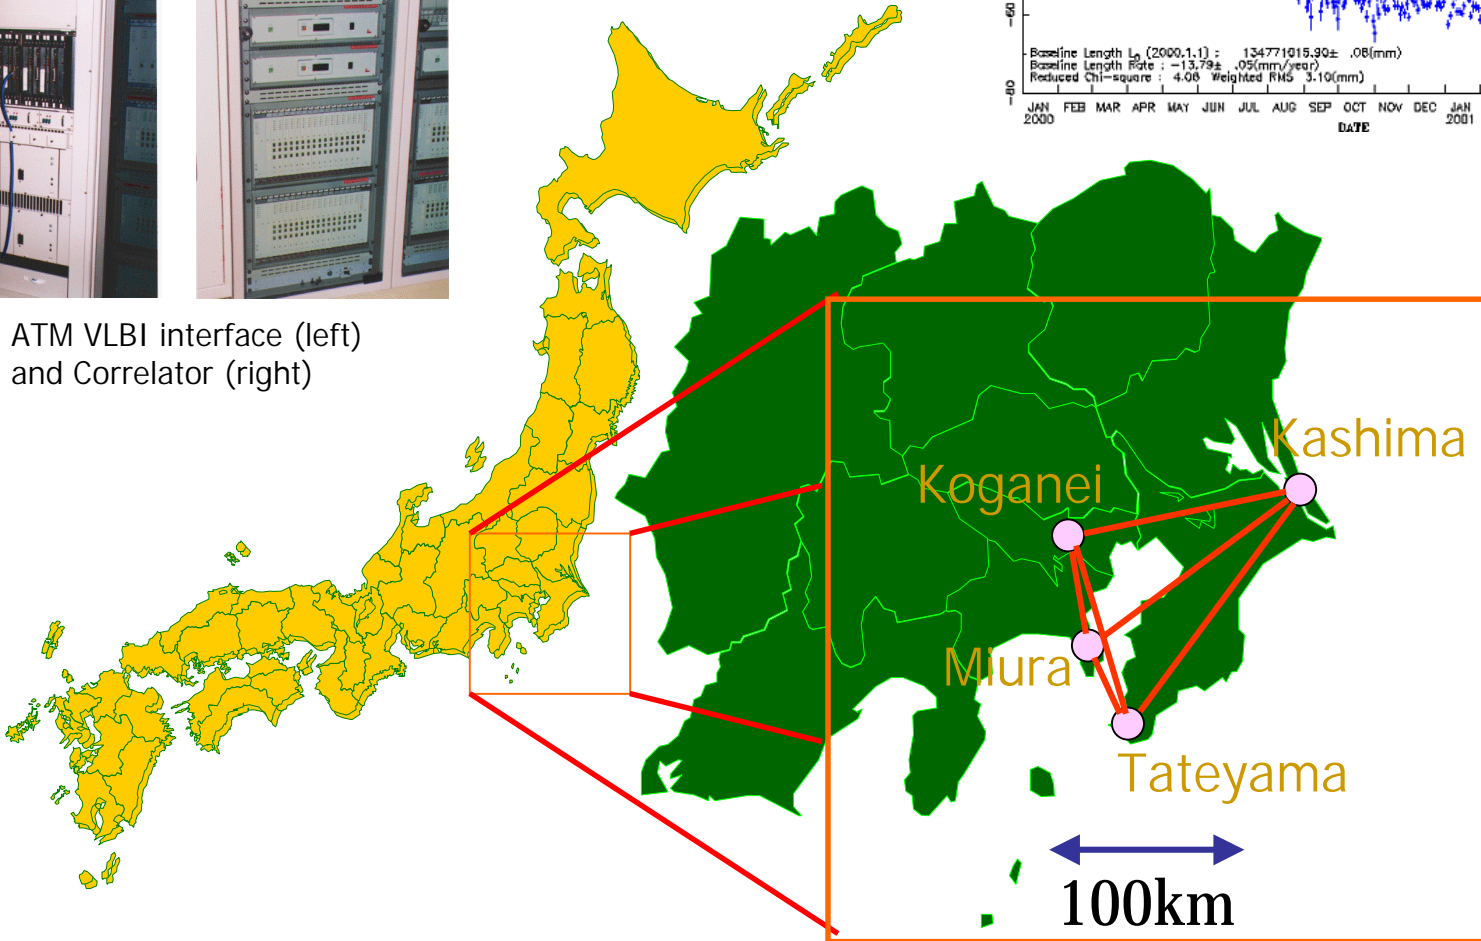 -60
Baseline Length L0 (2000.1.1) : 134771015.90± .08(mm)
Baseline Length Rate : -13.79± .05(mm/year)
Reduced Chi-square : 4.06 Weighted RMS 3.10(mm)
-80
JAN FEB MAR APR MAY JUN JUL AUG SEP OCT NOV DEC JAN
2000 2001
DATE
ATM VLBI interface (left)
and Correlator (right)
Kashima
Koganei
Miura
Tateyama
100km